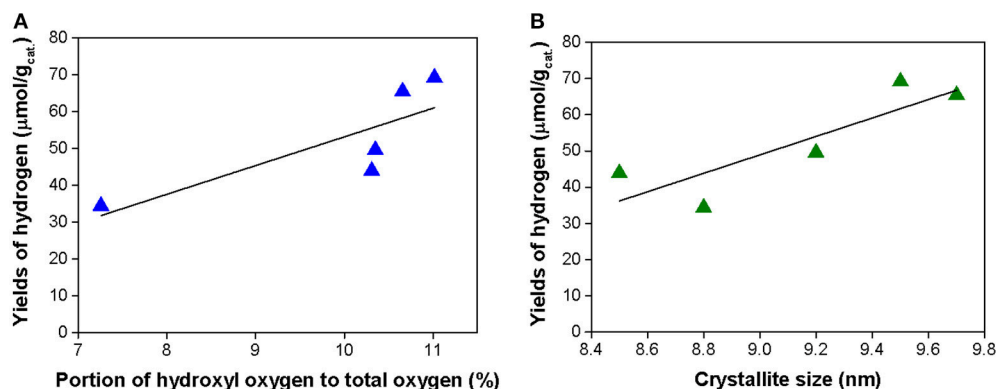 A
Yields of hydrogen (μmol/gcat.)
80
70
60
50
40
30
20
10
0
7 8 9 10 11
Portion of hydroxyl oxygen to total oxygen (%)
B
Yields of hydrogen (μmol/gcat.)
80
70
60
50
40
30
20
10
0
8.4 8.6 8.8 9.0 9.2 9.4 9.6 9.8
Crystallite size (nm)